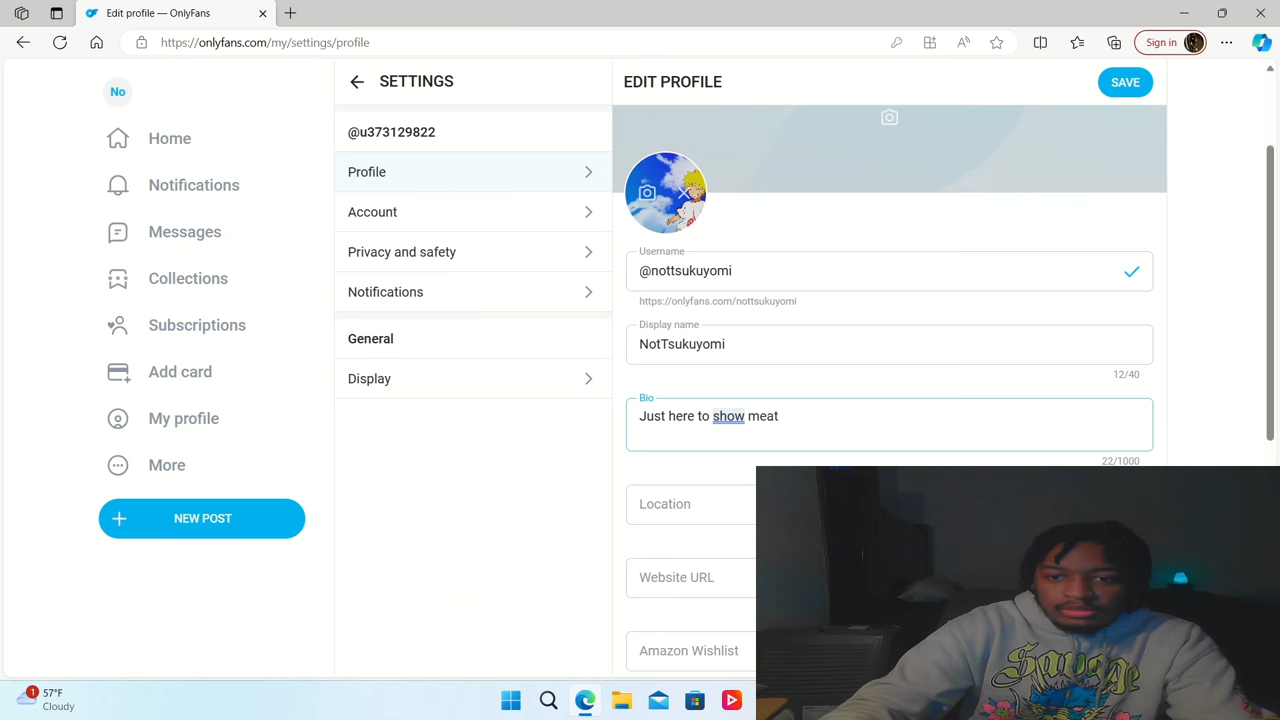 Edit profile — OnlyFans
https://onlyfans.com/my/settings/profile
Sign in
No
Home
Notifications
Messages
Collections
Subscriptions
Add card
My profile
More
NEW POST
SETTINGS
@u373129822
Profile
Account
Privacy and safety
Notifications
General
Display
EDIT PROFILE
SAVE
Username
@nottsukuyomi
https://onlyfans.com/nottsukuyomi
Display name
NotTsukuyomi
12/40
Bio
Just here to show meat
22/1000
Location
Website URL
Amazon Wishlist
Savage
1
57°F
Cloudy